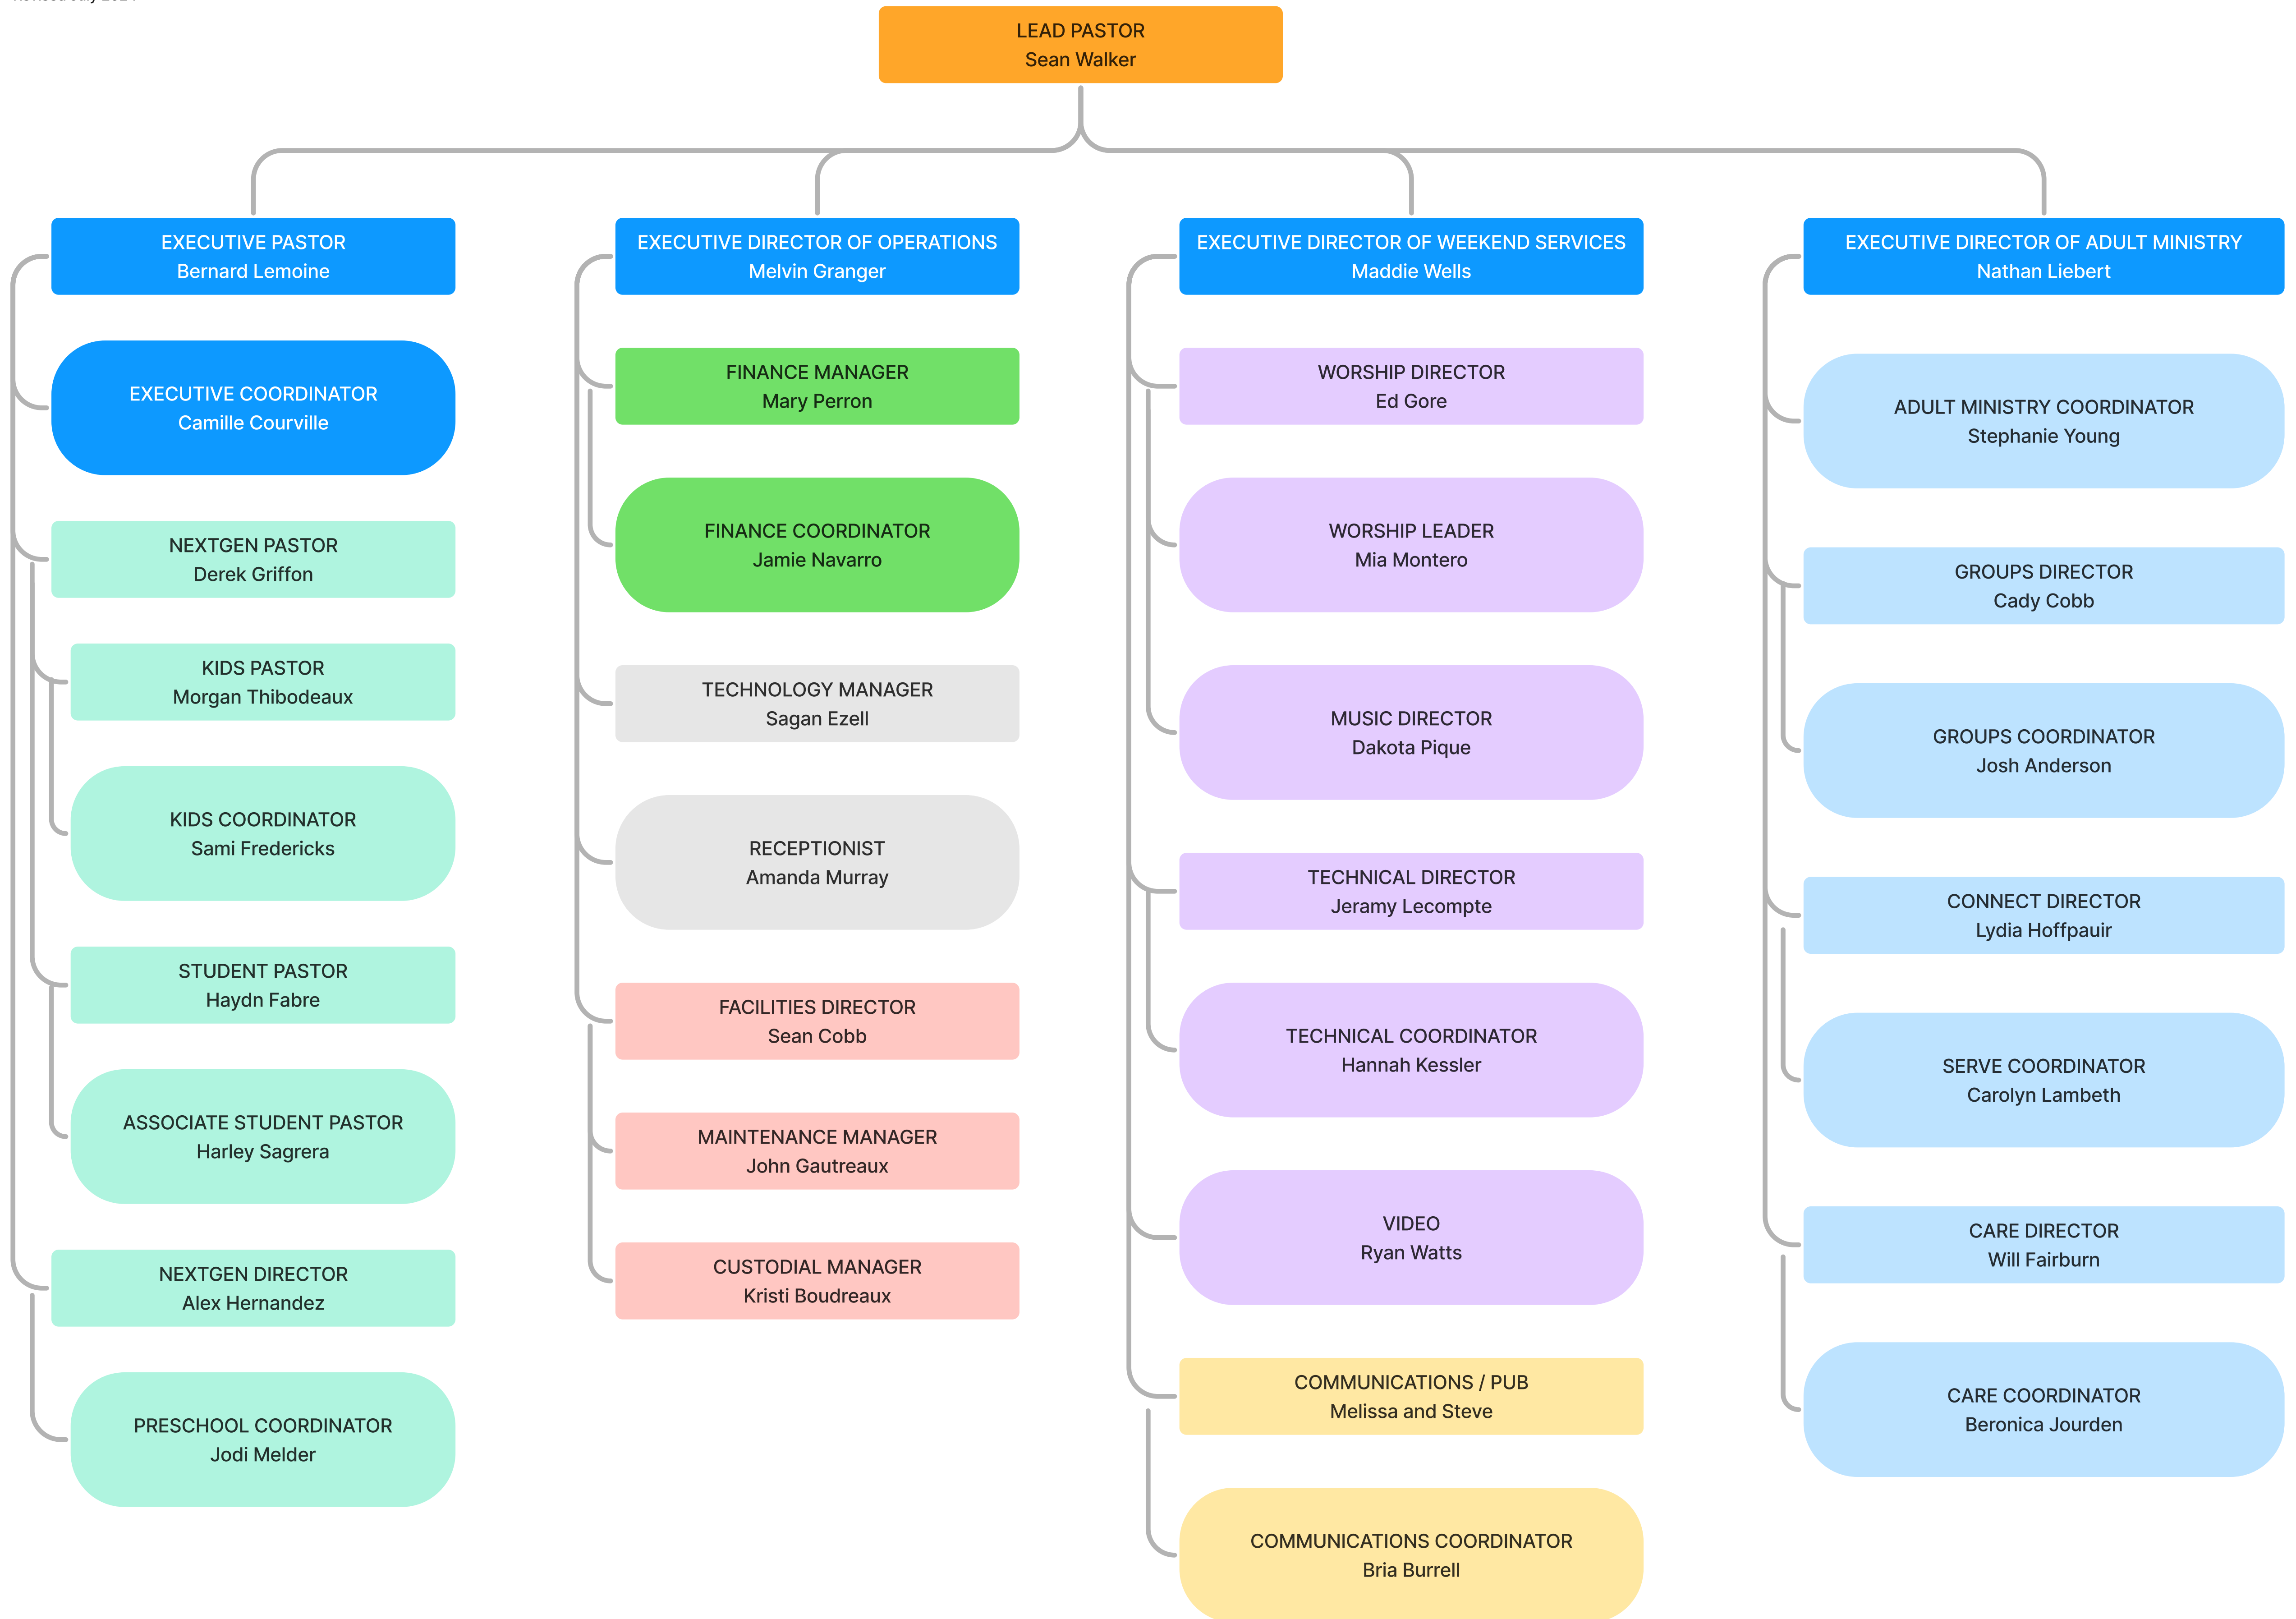 LEAD PASTOR
Sean Walker
EXECUTIVE PASTOR
Bernard Lemoine
EXECUTIVE COORDINATOR
Camille Courville
NEXTGEN PASTOR
Derek Griffon
KIDS PASTOR
Morgan Thibodeaux
KIDS COORDINATOR
Sami Fredericks
STUDENT PASTOR
Haydn Fabre
ASSOCIATE STUDENT PASTOR
Harley Sagrera
NEXTGEN DIRECTOR
Alex Hernandez
PRESCHOOL COORDINATOR
Jodi Melder
EXECUTIVE DIRECTOR OF OPERATIONS
Melvin Granger
FINANCE MANAGER
Mary Perron
FINANCE COORDINATOR
Jamie Navarro
TECHNOLOGY MANAGER
Sagan Ezell
RECEPTIONIST
Amanda Murray
FACILITIES DIRECTOR
Sean Cobb
MAINTENANCE MANAGER
John Gautreaux
CUSTODIAL MANAGER
Kristi Boudreaux
EXECUTIVE DIRECTOR OF WEEKEND SERVICES
Maddie Wells
WORSHIP DIRECTOR
Ed Gore
WORSHIP LEADER
Mia Montero
MUSIC DIRECTOR
Dakota Pique
TECHNICAL DIRECTOR
Jeramy Lecompte
TECHNICAL COORDINATOR
Hannah Kessler
VIDEO
Ryan Watts
COMMUNICATIONS / PUB
Melissa and Steve
COMMUNICATIONS COORDINATOR
Bria Burrell
EXECUTIVE DIRECTOR OF ADULT MINISTRY
Nathan Liebert
ADULT MINISTRY COORDINATOR
Stephanie Young
GROUPS DIRECTOR
Cady Cobb
GROUPS COORDINATOR
Josh Anderson
CONNECT DIRECTOR
Lydia Hoffpauir
SERVE COORDINATOR
Carolyn Lambeth
CARE DIRECTOR
Will Fairburn
CARE COORDINATOR
Beronica Jourden